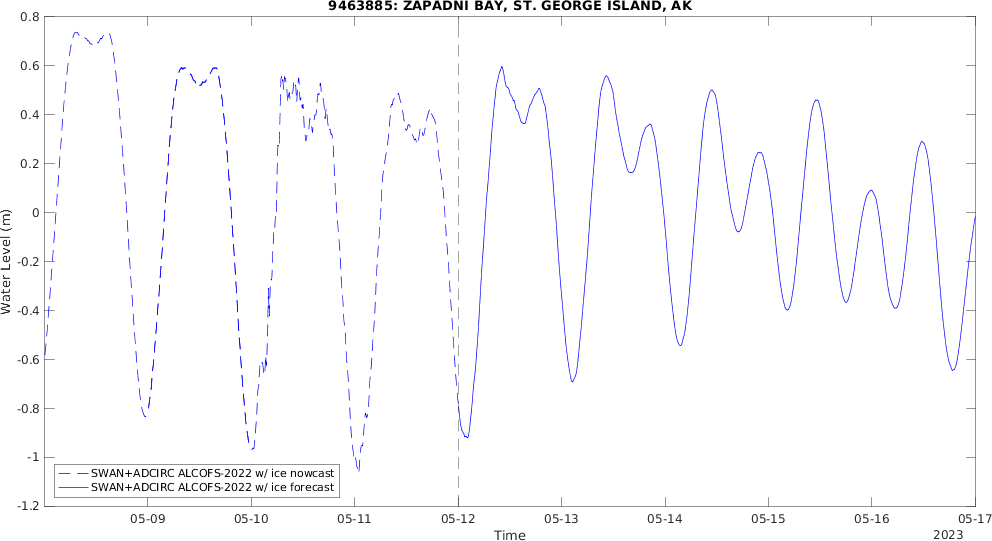 9463885: ZAPADNI BAY, ST. GEORGE ISLAND, AK
0.8
0.6
0.4
0.2
0
-0.2
-0.4
-0.6
-0.8
-1
-1.2
Water Level (m)
SWAN+ADCIRC ALCOFS-2022 w/ ice nowcast
SWAN+ADCIRC ALCOFS-2022 w/ ice forecast
05-09 05-10 05-11 05-12 05-13 05-14 05-15 05-16 05-17
Time
2023